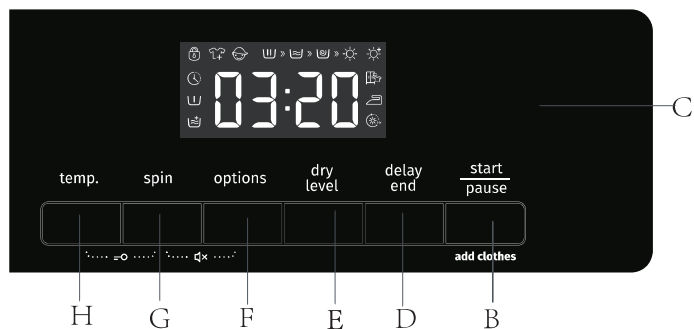 03:20
C
temp.
spin
options
dry
level
delay
end
start
pause
add clothes
H
G
F
E
D
B